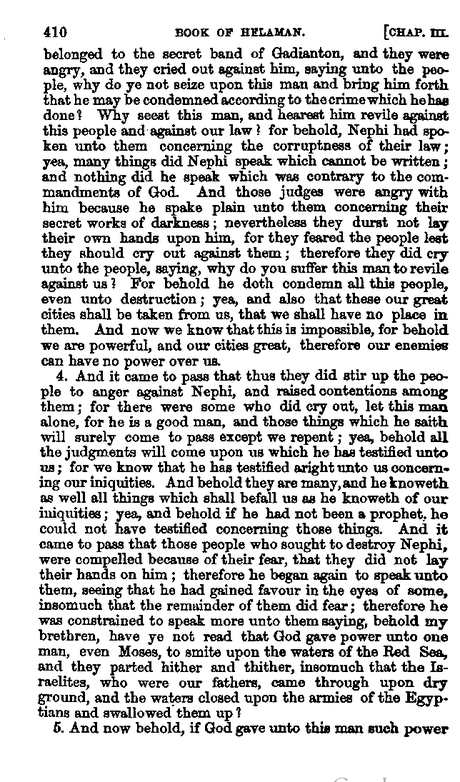 410 BOOK OF HELAMAN. [CHAP. III.
belonged to the secret band of Gadianton, and they were
angry, and they cried out against him, saying unto the peo-
ple, why do ye not seize upon this man and bring him forth
that he may be condemned according to the crime which he has
done? Why seest this man, and hearest him revile against
this people and against our law? for behold, Nephi had spo-
ken unto them concerning the corruptness of their law;
yea, many things did Nephi speak which cannot be written;
and nothing did he speak which was contrary to the com-
mandments of God. And those judges were angry with
him because he spake plain unto them concerning their
secret works of darkness; nevertheless they durst not lay
their own hands upon him, for they feared the people lest
they should cry out against them; therefore they did cry
unto the people, saying, why do you suffer this man to revile
against us? For behold he doth condemn all this people,
even unto destruction; yea, and also that these our great
cities shall be taken from us, that we shall have no place in
them. And now we know that this is impossible, for behold
we are powerful, and our cities great, therefore our enemies
can have no power over us.
4. And it came to pass that thus they did stir up the peo-
ple to anger against Nephi, and raised contentions among
them; for there were some who did cry out, let this man
alone, for he is a good man, and those things which he saith
will surely come to pass except we repent; yea, behold all
the judgments will come upon us which he has testified unto
us; for we know that he has testified aright unto us concern-
ing our iniquities. And behold they are many, and he knoweth
as well all things which shall befall us as he knoweth of our
iniquities; yea, and behold if he had not been a prophet, he
could not have testified concerning those things. And it
came to pass that those people who sought to destroy Nephi,
were compelled because of their fear, that they did not lay
their hands on him; therefore he began again to speak unto
them, seeing that he had gained favour in the eyes of some,
insomuch that the remainder of them did fear; therefore he
was constrained to speak more unto them saying, behold my
brethren, have ye not read that God gave power unto one
man, even Moses, to smite upon the waters of the Red Sea,
and they parted hither and thither, insomuch that the Is-
raelites, who were our fathers, came through upon dry
ground, and the waters closed upon the armies of the Egyp-
tians and swallowed them up?
5. And now behold, if God gave unto this man such power